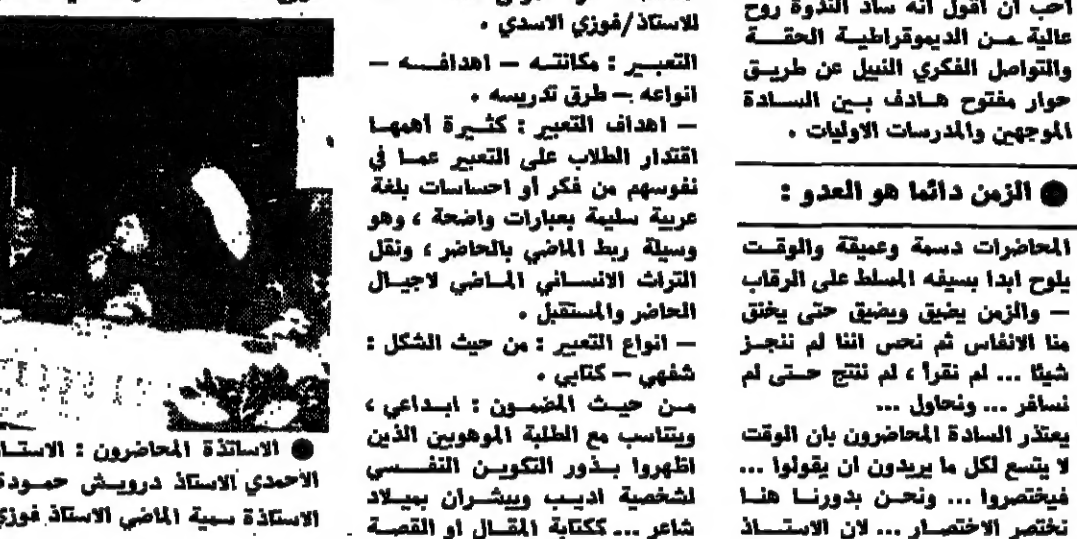 احب ان اقول انه ساد الندوة روح
عالية من الديموقراطية الحقة
والتواصل الفكري النبيل عن طريق
حوار مفتوح هادف بين السادة
الموجهين والمدرسات الاوليات .
● الزمن دائما هو العدو :
المحاضرات دسمة وعميقة والوقت
يلوح ابدا بسيفه المسلط على الرقاب
— والزمن يضيق ويضيق حتى يخنق
منا الانفاس ثم نحس اننا لم ننجز
شيئا ... لم نقرأ ، لم ننتج حتى لم
نسافر ... ونحاول ...
يعتذر السادة المحاضرون بان الوقت
لا يتسع لكل ما يريدون ان يقولوا ...
فيختصروا ... ونحن بدورنا هنا
نختصر الاختصار ... لان الاستاذ
للاستاذ/فوزي الاسدي .
التعبير : مكانته — اهدافه —
انواعه — طرق تدريسه .
— اهداف التعبير : كثيرة أهمها
اقتدار الطلاب على التعبير عما في
نفوسهم من فكر أو احساسات بلغة
عربية سليمة بعبارات واضحة ، وهو
وسيلة ربط الماضي بالحاضر ، ونقل
التراث الانساني الماضي لاجيال
الحاضر والمستقبل .
— انواع التعبير : من حيث الشكل :
شفهي — كتابي .
من حيث المضمون : ابداعي ،
ويتناسب مع الطلبة الموهوبين الذين
اظهروا بذور التكوين النفسي
لشخصية اديب ويبشران بميلاد
شاعر ... ككتابة المقال او القصة
● الاساتذة المحاضرون : الاستا
الأحمدي الاستاذ درويش حمودة
الاستاذة سمية الماضي الاستاذ فوزي